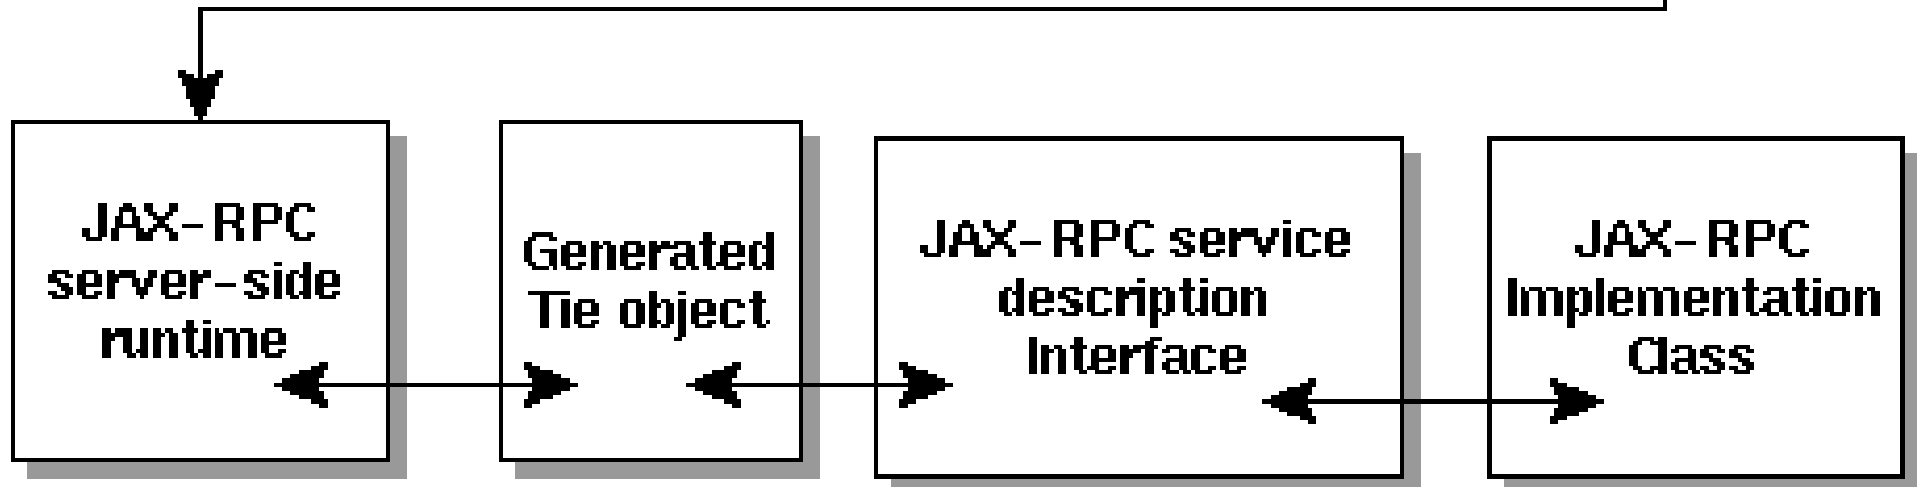 JAX-RPC
server-side
runtime
Generated
Tie object
JAX-RPC service
description
Interface
JAX-RPC
Implementation
Class